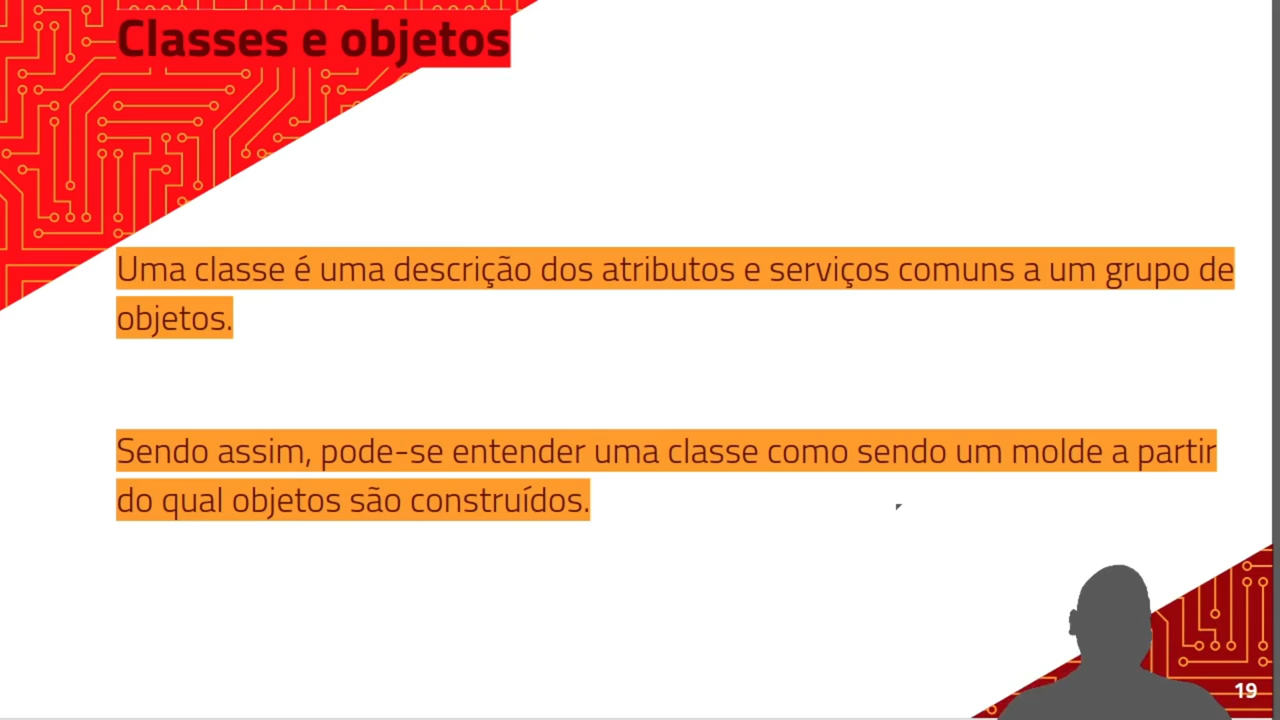 Classes e objetos
Uma classe é uma descrição dos atributos e serviços comuns a um grupo de
objetos.
Sendo assim, pode-se entender uma classe como sendo um molde a partir
do qual objetos são construídos.
19